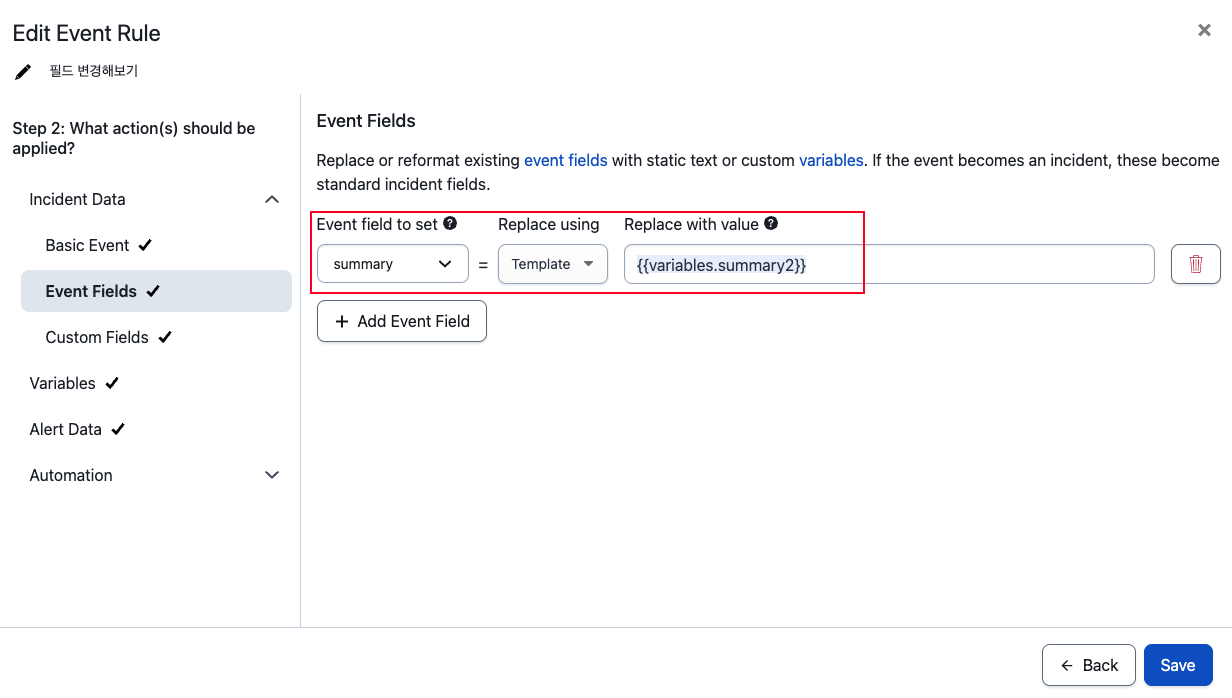 Edit Event Rule
필드 변경해보기
Step 2: What action(s) should be
applied?
Incident Data
Basic Event
Event Fields
Custom Fields
Variables
Alert Data
Automation
Event Fields
Replace or reformat existing event fields with static text or custom variables. If the event becomes an incident, these become
standard incident fields.
Event field to set Replace using Replace with value
summary = Template {{variables.summary2}}
+ Add Event Field
← Back Save